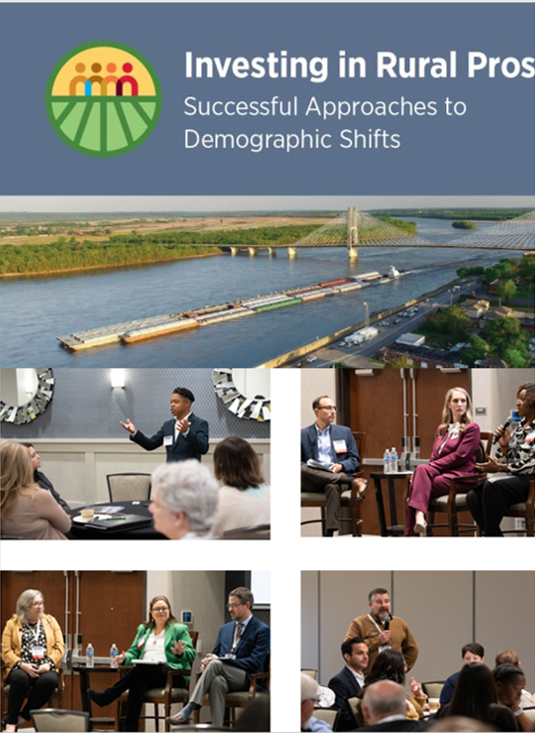 Investing in Rural Pros
Successful Approaches to
Demographic Shifts